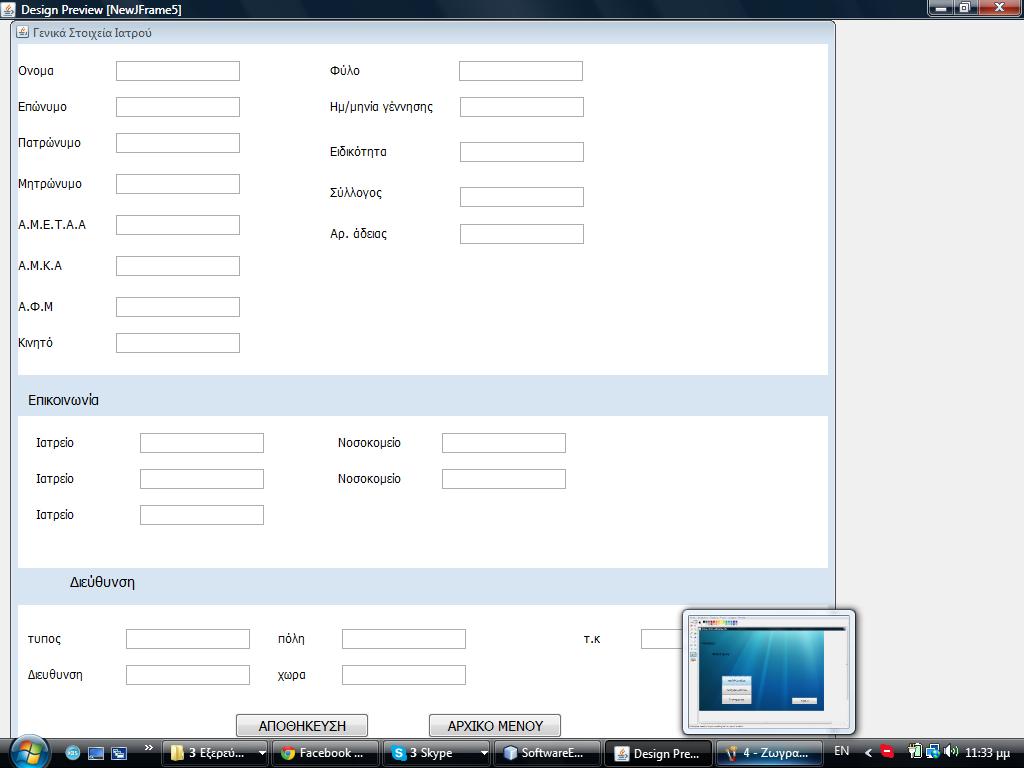 Design Preview [NewJFrame5]
Γενικά Στοιχεία Ιατρού
Ονομα Φύλο
Επώνυμο Ημ/μηνία γέννησης
Πατρώνυμο
Ειδικότητα
Μητρώνυμο
Σύλλογος
Α.Μ.Ε.Τ.Α.Α
Αρ. άδειας
Α.Μ.Κ.Α
Α.Φ.Μ
Κινητό
Επικοινωνία
Ιατρείο Νοσοκομείο
Ιατρείο Νοσοκομείο
Ιατρείο
Διεύθυνση
τυπος πόλη τ.κ
Διευθυνση χωρα
ΑΠΟΘΗΚΕΥΣΗ ΑΡΧΙΚΟ ΜΕΝΟΥ
3 Εξερεύ... Facebook ... 3 Skype SoftwareE... Design Pre... 4 - Ζωγρα... EN 11:33 μμ